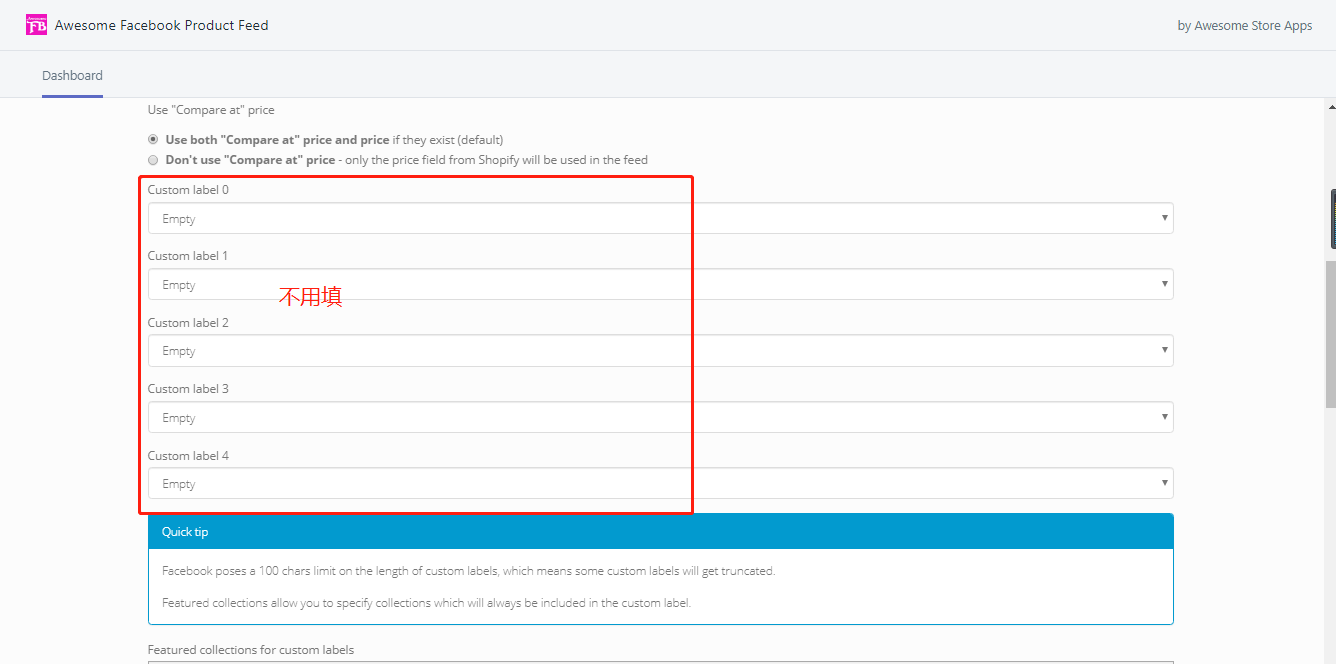 Awesome
FB
Awesome Facebook Product Feed
by Awesome Store Apps
Dashboard
Use "Compare at" price
Use both "Compare at" price and price if they exist (default)
Don't use "Compare at" price - only the price field from Shopify will be used in the feed
Custom label 0
Empty
Custom label 1
Empty
不用填
Custom label 2
Empty
Custom label 3
Empty
Custom label 4
Empty
Quick tip
Facebook poses a 100 chars limit on the length of custom labels, which means some custom labels will get truncated.
Featured collections allow you to specify collections which will always be included in the custom label.
Featured collections for custom labels